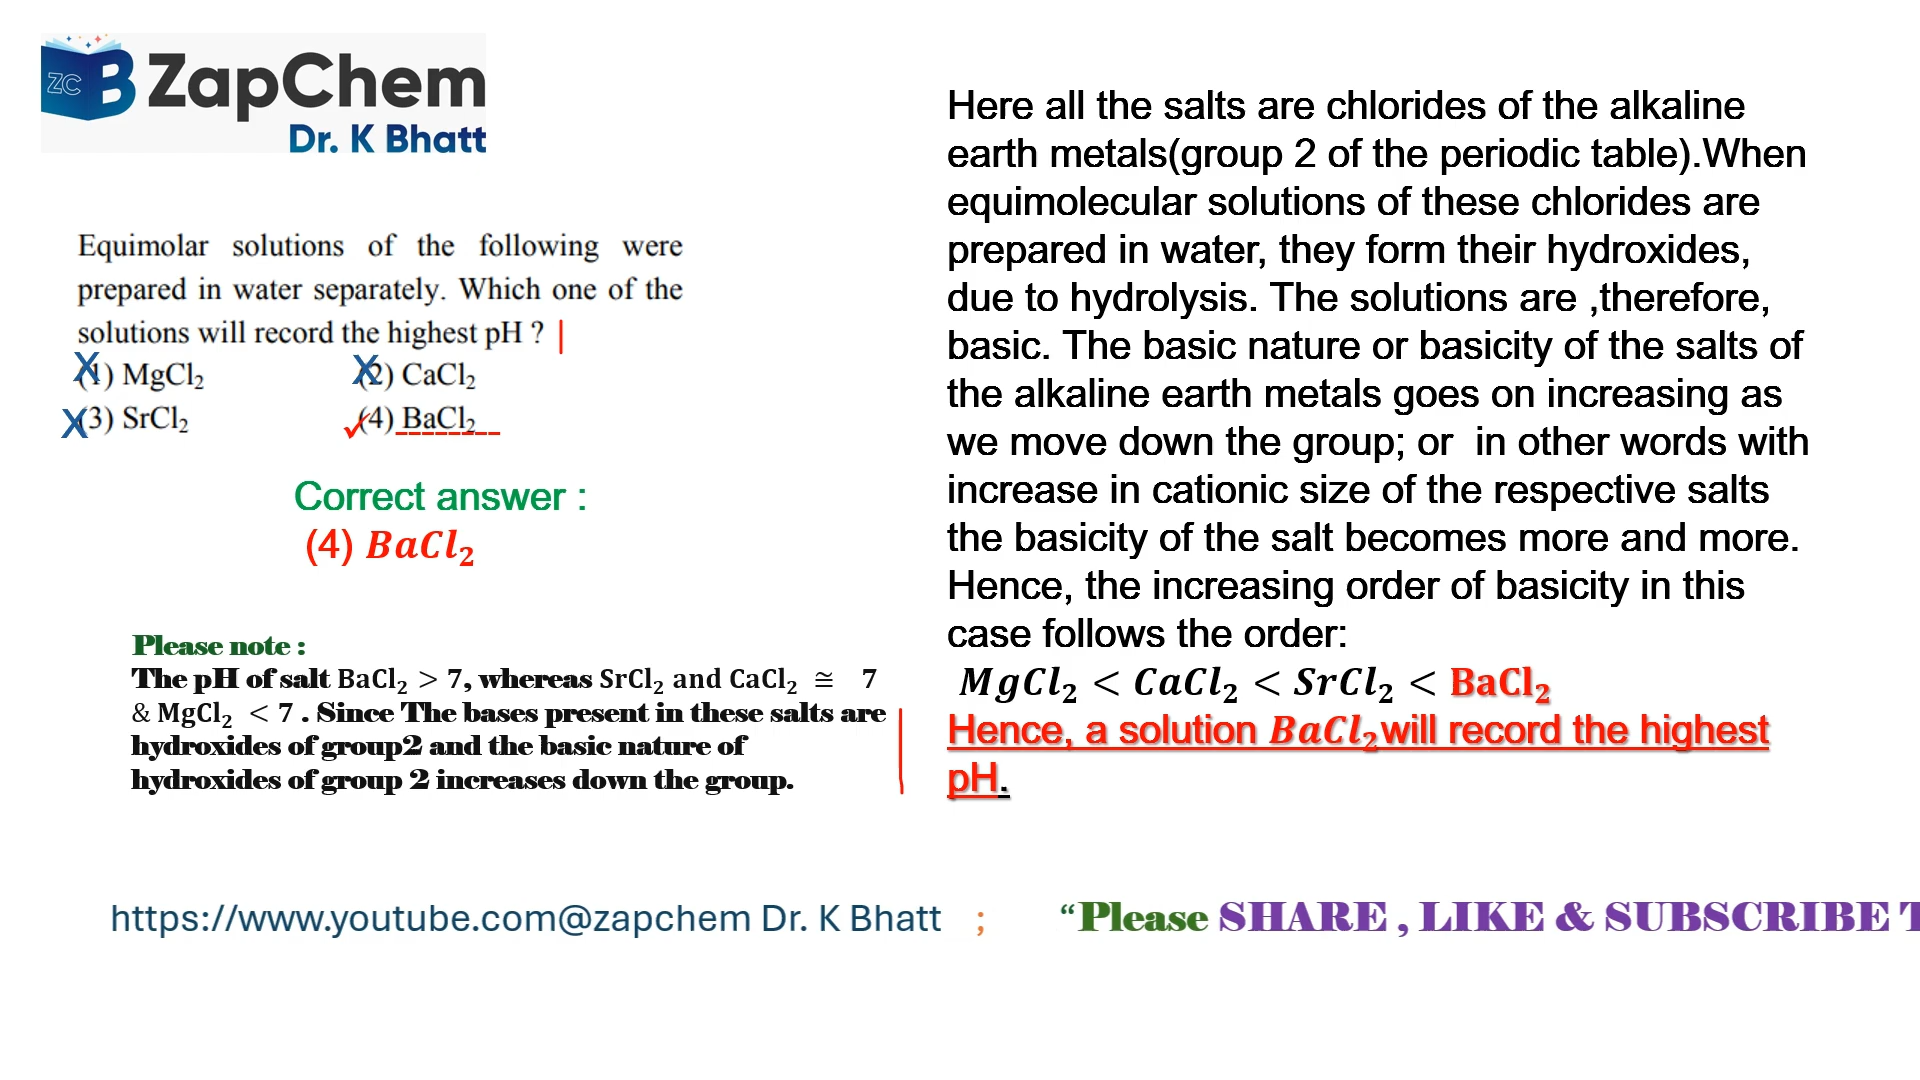 ZC B ZapChem
Dr. K Bhatt
Equimolar solutions of the following were
prepared in water separately. Which one of the
solutions will record the highest pH ?
X (1) MgCl₂ X (2) CaCl₂
X (3) SrCl₂ ✓ (4) BaCl₂
Correct answer :
(4) BaCl₂
Please note :
The pH of salt BaCl₂ > 7, whereas SrCl₂ and CaCl₂ ≅ 7
& MgCl₂ < 7 . Since The bases present in these salts are
hydroxides of group2 and the basic nature of
hydroxides of group 2 increases down the group.
Here all the salts are chlorides of the alkaline
earth metals(group 2 of the periodic table).When
equimolecular solutions of these chlorides are
prepared in water, they form their hydroxides,
due to hydrolysis. The solutions are ,therefore,
basic. The basic nature or basicity of the salts of
the alkaline earth metals goes on increasing as
we move down the group; or in other words with
increase in cationic size of the respective salts
the basicity of the salt becomes more and more.
Hence, the increasing order of basicity in this
case follows the order:
MgCl₂ < CaCl₂ < SrCl₂ < BaCl₂
Hence, a solution BaCl₂will record the highest
pH.
https://www.youtube.com@zapchem Dr. K Bhatt ; “Please SHARE , LIKE & SUBSCRIBE T